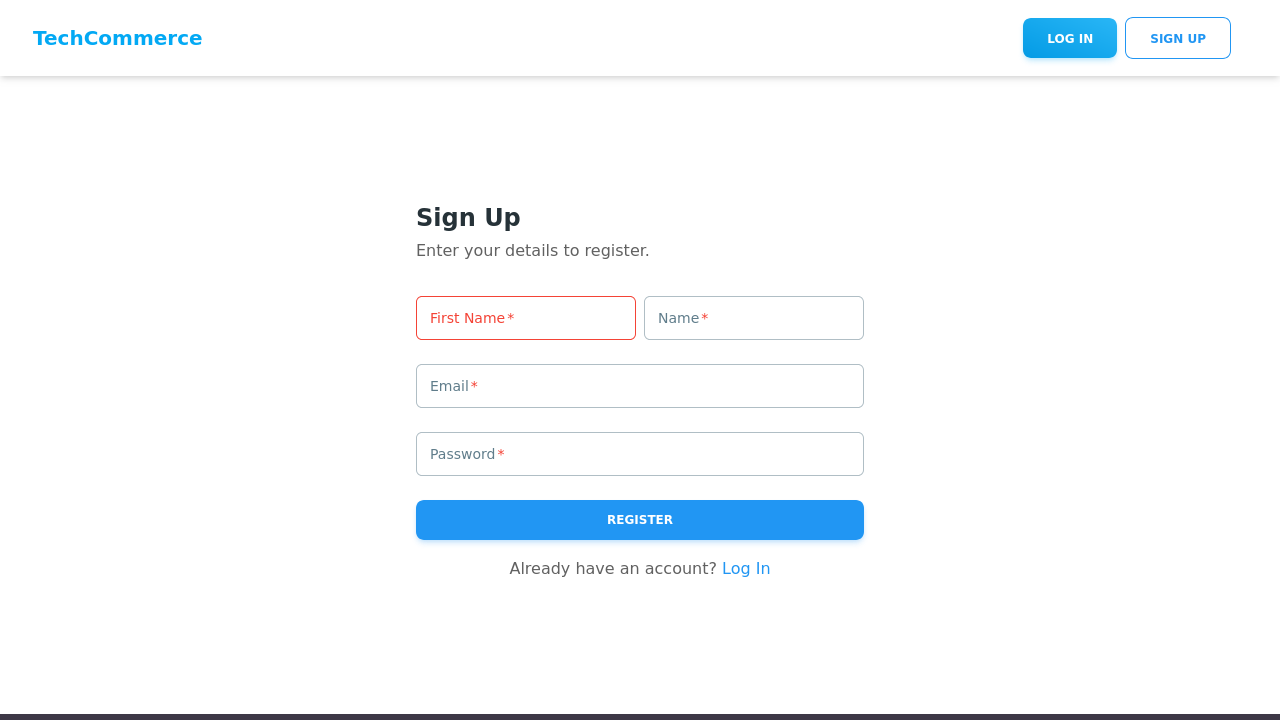 TechCommerce
LOG IN
SIGN UP
Sign Up
Enter your details to register.
First Name*
Name*
Email*
Password*
REGISTER
Already have an account? Log In